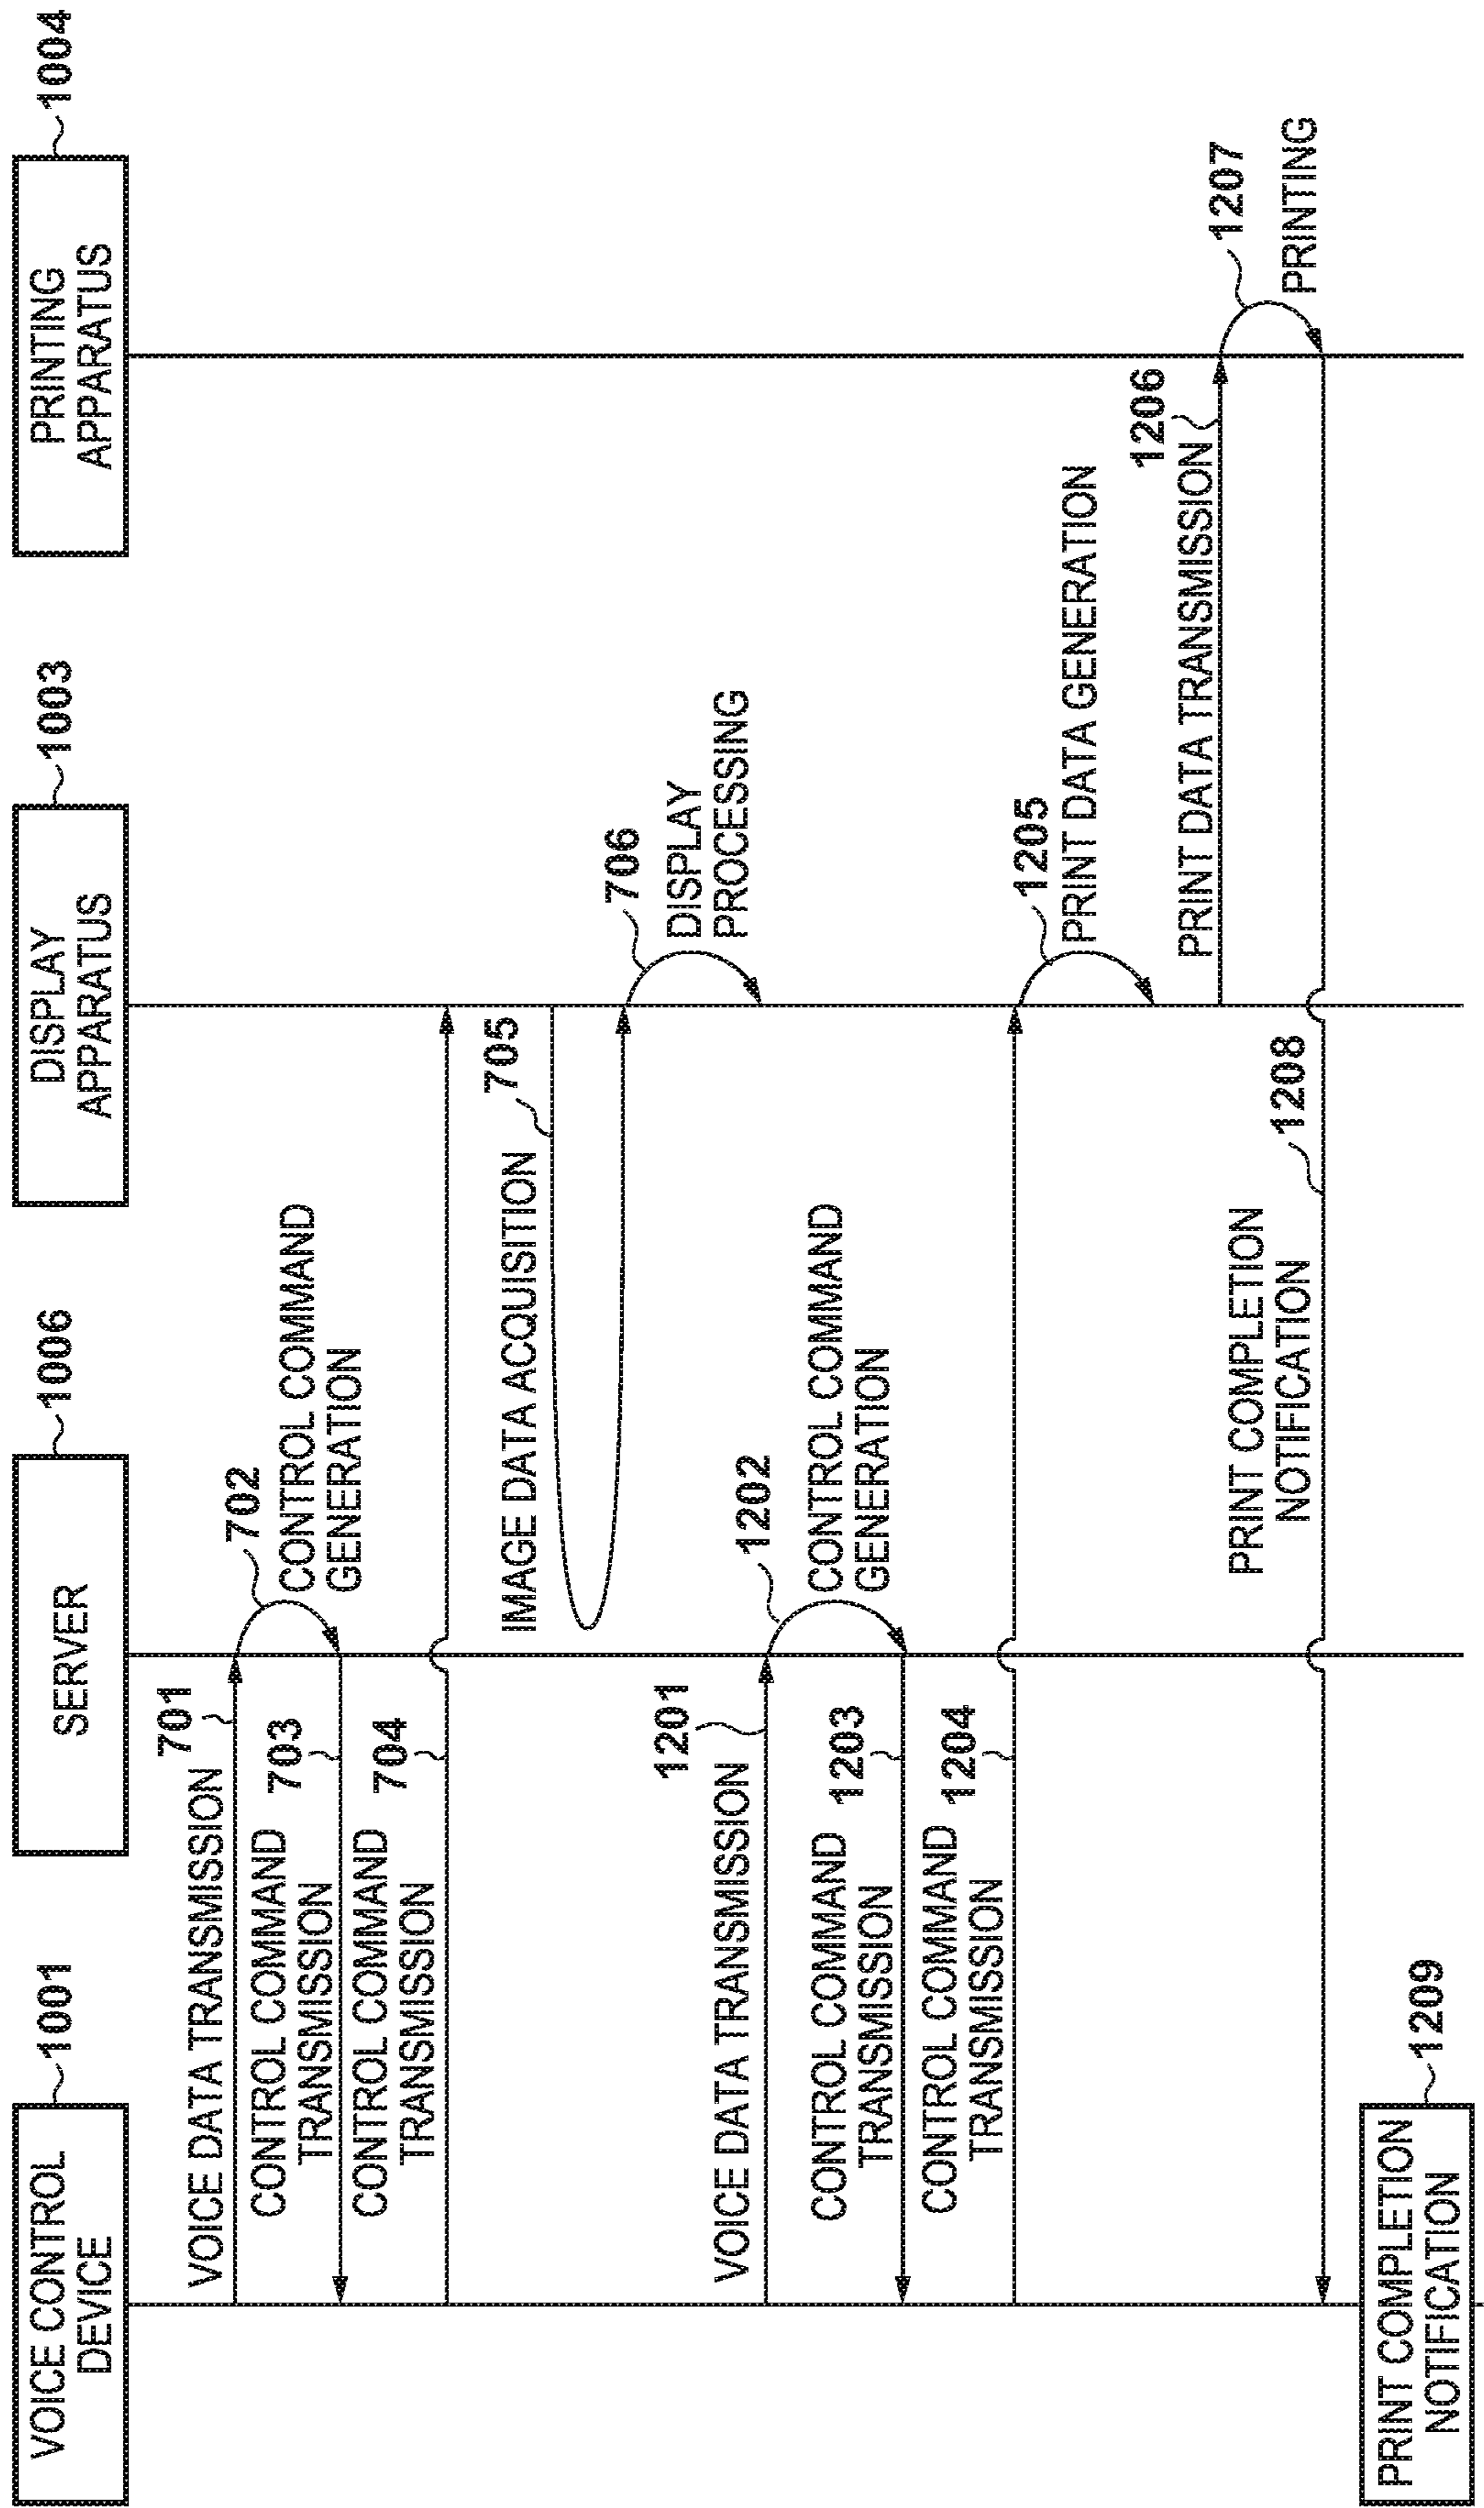 VOICE CONTROL
DEVICE
1001
SERVER
1006
DISPLAY
APPARATUS
1003
PRINTING
APPARATUS
1004
VOICE DATA TRANSMISSION
701
702
CONTROL COMMAND
GENERATION
CONTROL COMMAND
TRANSMISSION
703
CONTROL COMMAND
TRANSMISSION
704
IMAGE DATA ACQUISITION
705
706
DISPLAY
PROCESSING
VOICE DATA TRANSMISSION
1201
1202
CONTROL COMMAND
GENERATION
CONTROL COMMAND
TRANSMISSION
1203
CONTROL COMMAND
TRANSMISSION
1204
1205
PRINT DATA GENERATION
PRINT DATA TRANSMISSION
1206
1207
PRINTING
PRINT COMPLETION
NOTIFICATION
1208
PRINT COMPLETION
NOTIFICATION
1209